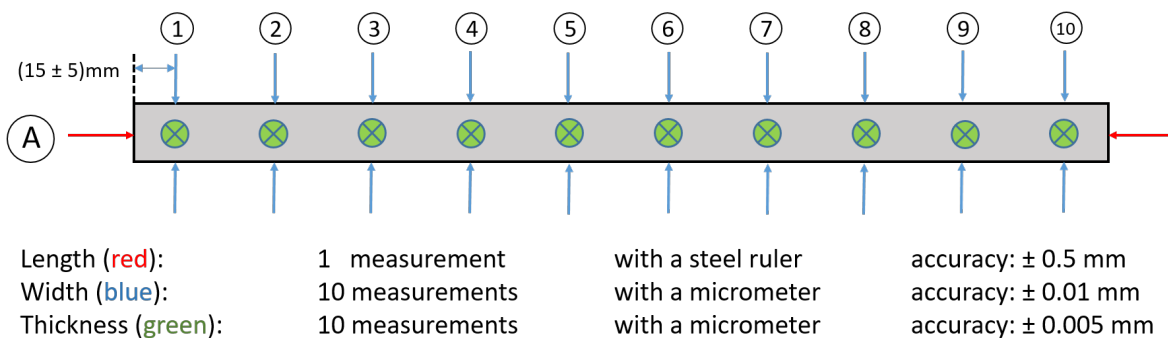 1 2 3 4 5 6 7 8 9 10
(15 ± 5)mm
A
Length (red): 1 measurement with a steel ruler accuracy: ± 0.5 mm
Width (blue): 10 measurements with a micrometer accuracy: ± 0.01 mm
Thickness (green): 10 measurements with a micrometer accuracy: ± 0.005 mm